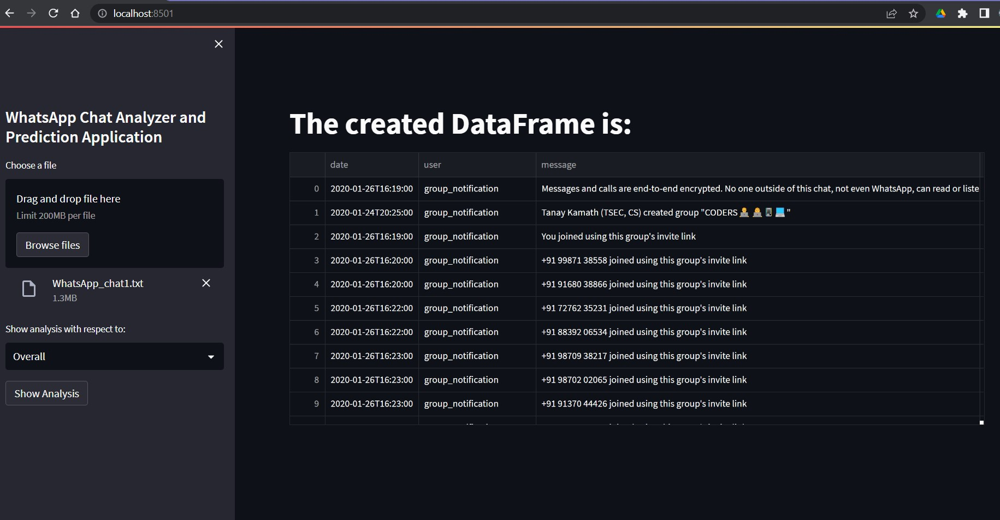 localhost:8501
WhatsApp Chat Analyzer and
Prediction Application
Choose a file
Drag and drop file here
Limit 200MB per file
Browse files
WhatsApp_chat1.txt
1.3MB
Show analysis with respect to:
Overall
Show Analysis
The created DataFrame is:
date user message
0 2020-01-26T16:19:00 group_notification Messages and calls are end-to-end encrypted. No one outside of this chat, not even WhatsApp, can read or liste
1 2020-01-24T20:25:00 group_notification Tanay Kamath (TSEC, CS) created group "CODERS👨‍💻👩‍💻🖥💻"
2 2020-01-26T16:19:00 group_notification You joined using this group's invite link
3 2020-01-26T16:20:00 group_notification +91 99871 38558 joined using this group's invite link
4 2020-01-26T16:20:00 group_notification +91 91680 38866 joined using this group's invite link
5 2020-01-26T16:22:00 group_notification +91 72762 35231 joined using this group's invite link
6 2020-01-26T16:22:00 group_notification +91 88392 06534 joined using this group's invite link
7 2020-01-26T16:23:00 group_notification +91 98709 38217 joined using this group's invite link
8 2020-01-26T16:23:00 group_notification +91 98702 02065 joined using this group's invite link
9 2020-01-26T16:23:00 group_notification +91 91370 44426 joined using this group's invite link